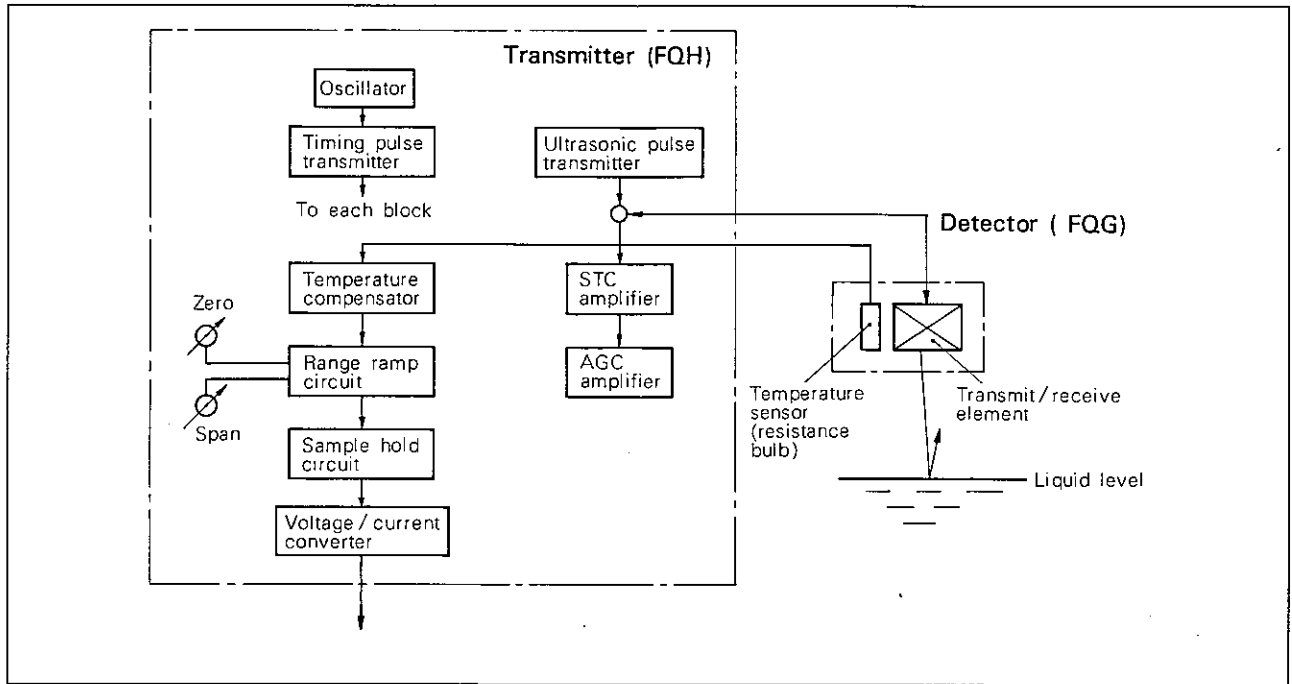 Transmitter (FQH)
Oscillator
Timing pulse
transmitter
To each block
Ultrasonic pulse
transmitter
Detector ( FQG)
Temperature
compensator
STC
amplifier
Zero
Range ramp
circuit
AGC
amplifier
Span
Temperature
sensor
(resistance
bulb)
Transmit / receive
element
Sample hold
circuit
Liquid level
Voltage / current
converter